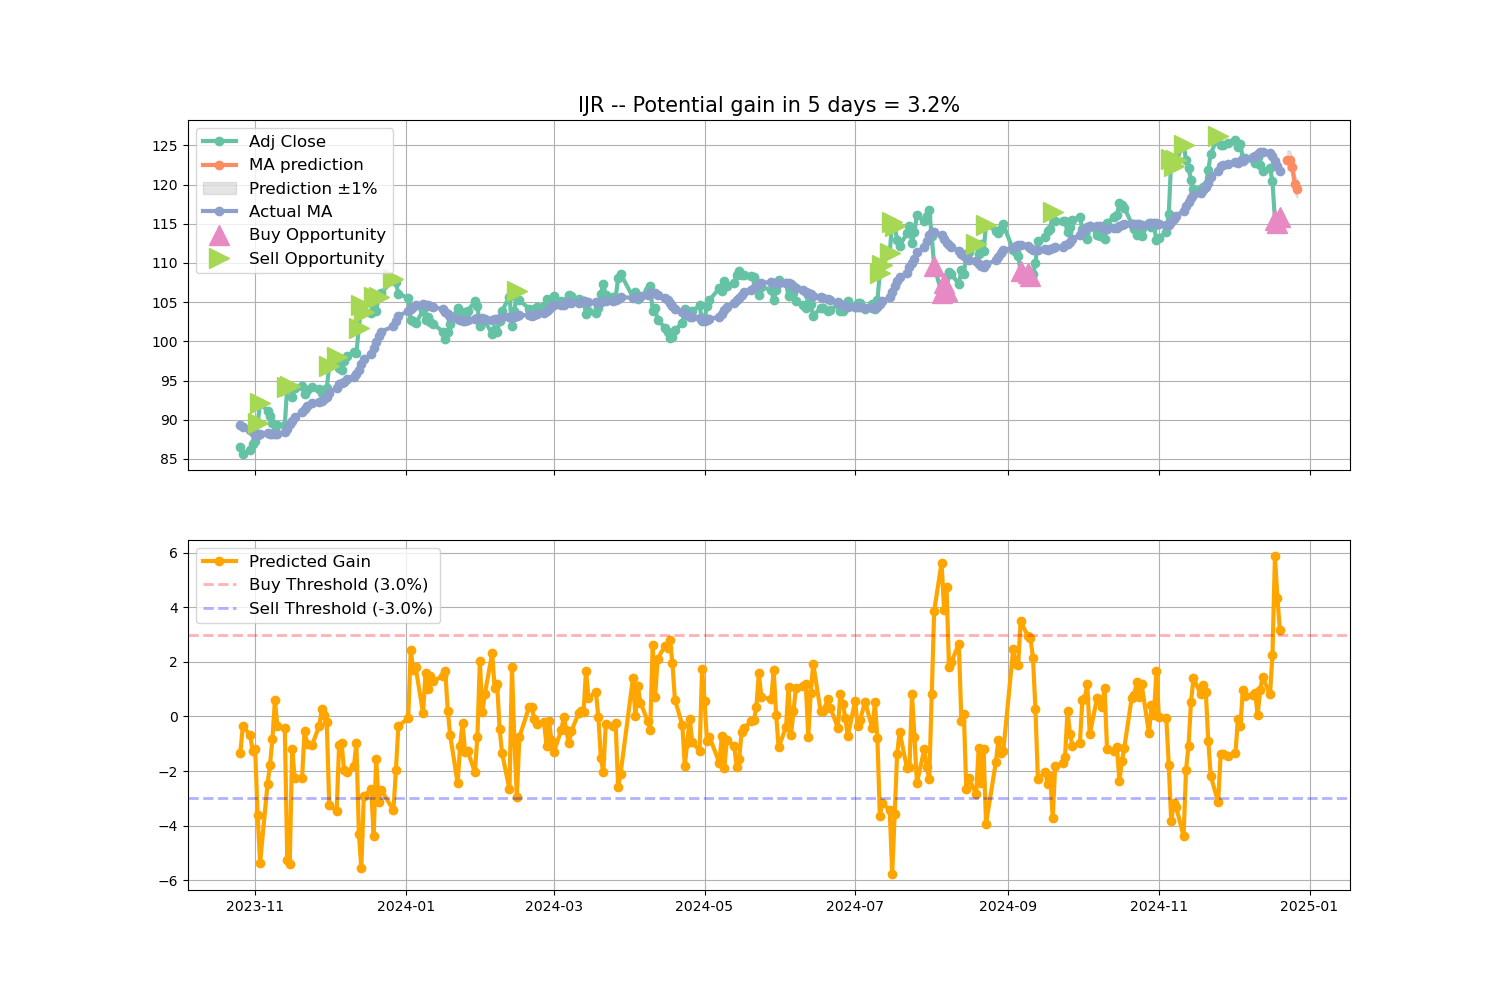 IJR -- Potential gain in 5 days = 3.2%
Adj Close
MA prediction
Prediction ±1%
Actual MA
Buy Opportunity
Sell Opportunity
125
120
115
110
105
100
95
90
85
Predicted Gain
Buy Threshold (3.0%)
Sell Threshold (-3.0%)
6
4
2
0
−2
−4
−6
2023-11
2024-01
2024-03
2024-05
2024-07
2024-09
2024-11
2025-01